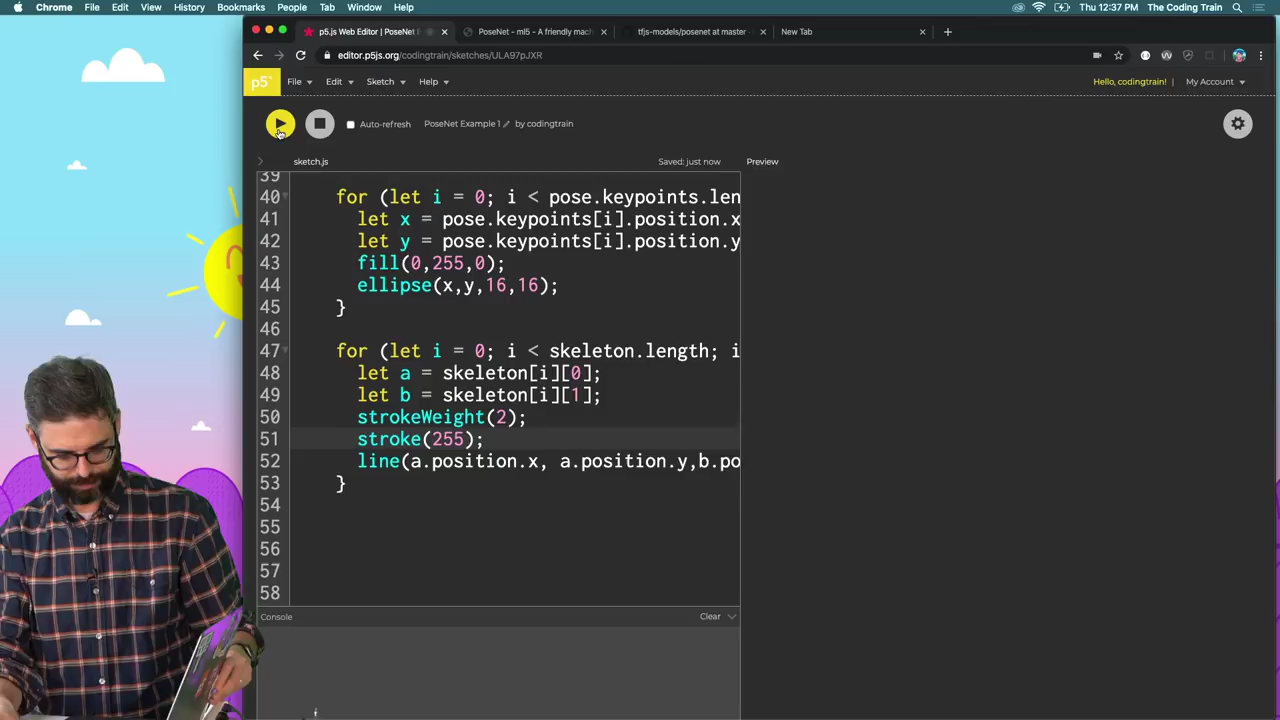 Chrome File Edit View History Bookmarks People Tab Window Help Thu 12:37 PM The Coding Train
p5.js Web Editor | PoseNet PoseNet - ml5 - A friendly mach tfjs-models/posenet at master New Tab
editor.p5js.org/codingtrain/sketches/ULA97pJXR
p5* File Edit Sketch Help Hello, codingtrain! | My Account
Auto-refresh PoseNet Example 1 by codingtrain
sketch.js Saved: just now Preview
39
40 for (let i = 0; i < pose.keypoints.len
41 let x = pose.keypoints[i].position.x
42 let y = pose.keypoints[i].position.y
43 fill(0,255,0);
44 ellipse(x,y,16,16);
45 }
46
47 for (let i = 0; i < skeleton.length; i
48 let a = skeleton[i][0];
49 let b = skeleton[i][1];
50 strokeWeight(2);
51 stroke(255);
52 line(a.position.x, a.position.y,b.po
53 }
54
55
56
57
58
Console Clear